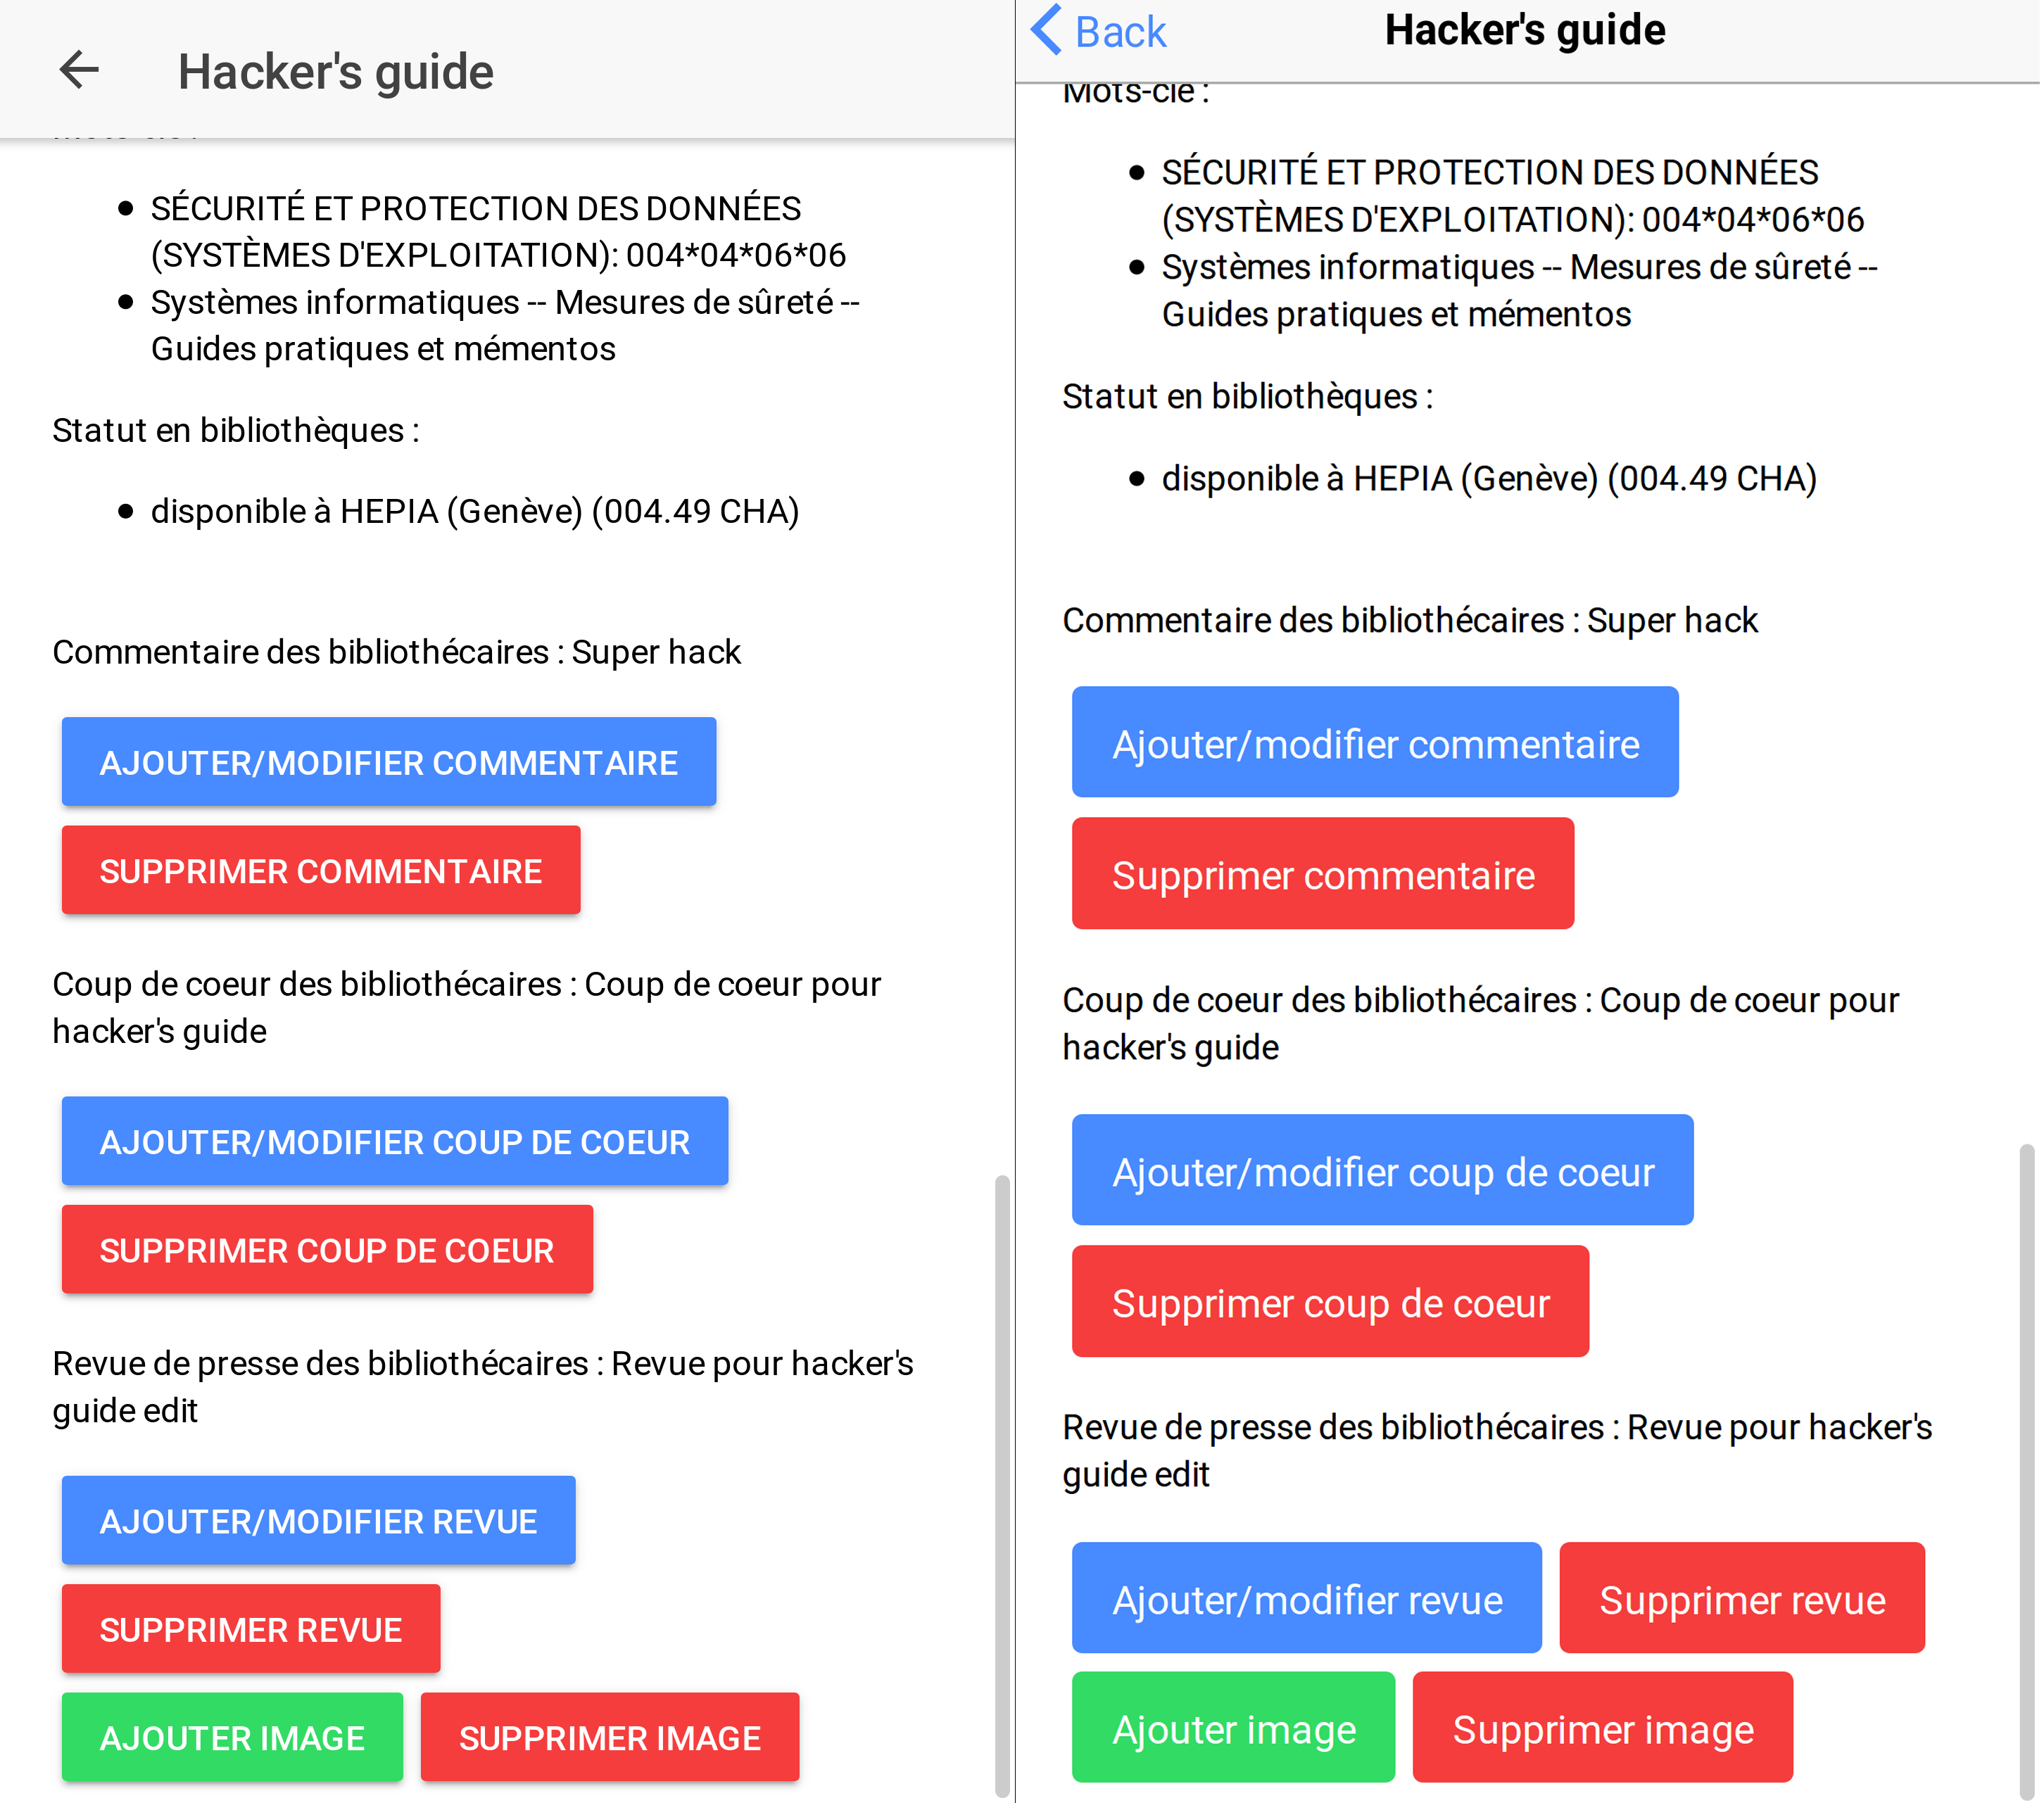 Hacker's guide
SÉCURITÉ ET PROTECTION DES DONNÉES
(SYSTÈMES D'EXPLOITATION): 004*04*06*06
Systèmes informatiques -- Mesures de sûreté --
Guides pratiques et mémentos
Statut en bibliothèques :
disponible à HEPIA (Genève) (004.49 CHA)
Commentaire des bibliothécaires : Super hack
AJOUTER/MODIFIER COMMENTAIRE
SUPPRIMER COMMENTAIRE
Coup de coeur des bibliothécaires : Coup de coeur pour
hacker's guide
AJOUTER/MODIFIER COUP DE COEUR
SUPPRIMER COUP DE COEUR
Revue de presse des bibliothécaires : Revue pour hacker's
guide edit
AJOUTER/MODIFIER REVUE
SUPPRIMER REVUE
AJOUTER IMAGE SUPPRIMER IMAGE
Back Hacker's guide
Mots-clé :
SÉCURITÉ ET PROTECTION DES DONNÉES
(SYSTÈMES D'EXPLOITATION): 004*04*06*06
Systèmes informatiques -- Mesures de sûreté --
Guides pratiques et mémentos
Statut en bibliothèques :
disponible à HEPIA (Genève) (004.49 CHA)
Commentaire des bibliothécaires : Super hack
Ajouter/modifier commentaire
Supprimer commentaire
Coup de coeur des bibliothécaires : Coup de coeur pour
hacker's guide
Ajouter/modifier coup de coeur
Supprimer coup de coeur
Revue de presse des bibliothécaires : Revue pour hacker's
guide edit
Ajouter/modifier revue Supprimer revue
Ajouter image Supprimer image